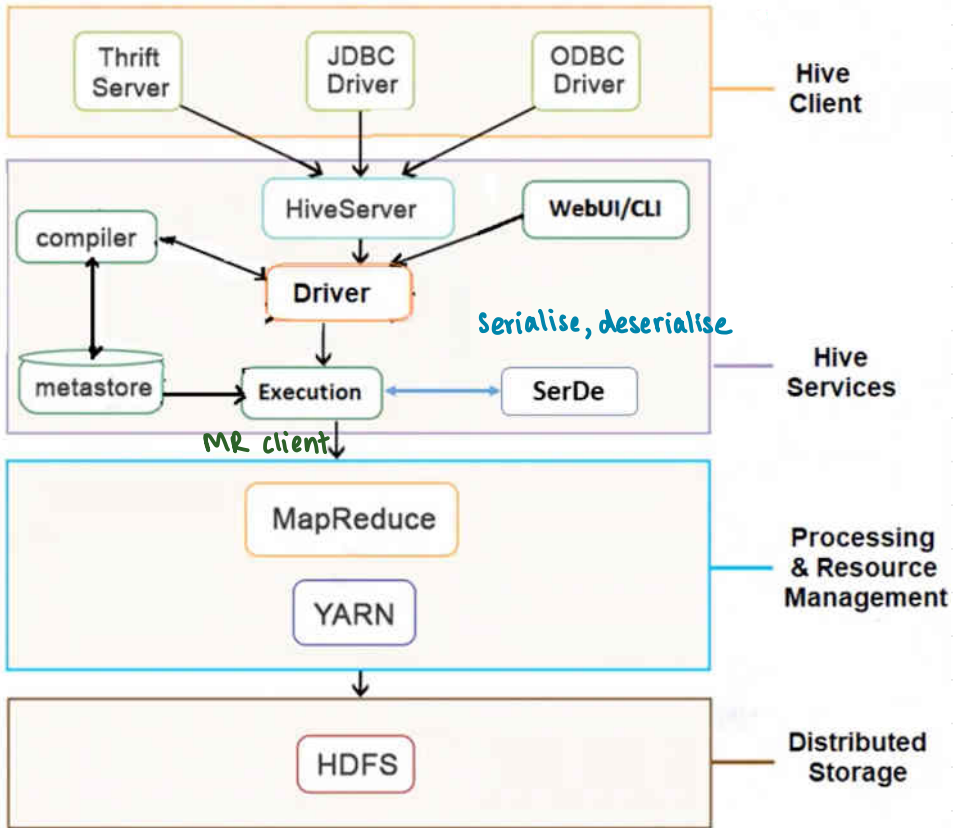 Thrift
Server
JDBC
Driver
ODBC
Driver
Hive
Client
HiveServer
WebUI/CLI
compiler
Driver
serialise, deserialise
metastore
Execution
SerDe
Hive
Services
MR client
MapReduce
YARN
Processing
& Resource
Management
HDFS
Distributed
Storage